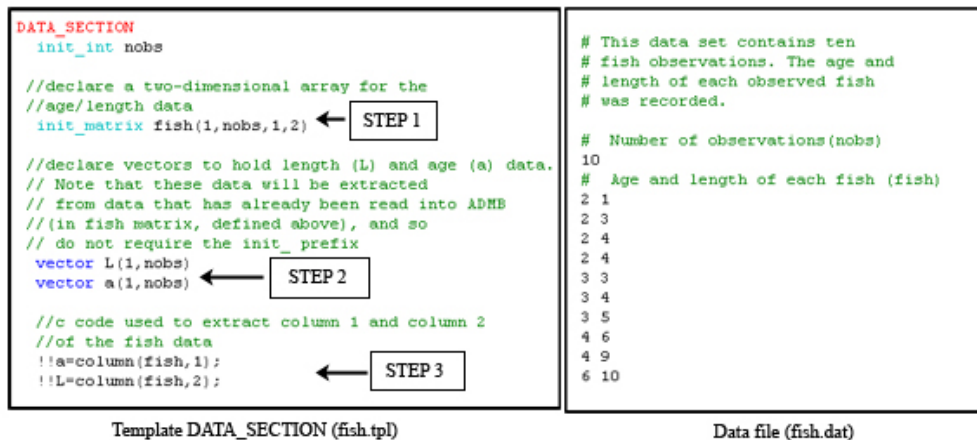 DATA_SECTION
init_int nobs
//declare a two-dimensional array for the
//age/length data
init_matrix fish(1,nobs,1,2)
STEP 1
//declare vectors to hold length (L) and age (a) data.
// Note that these data will be extracted
// from data that has already been read into ADMB
//(in fish matrix, defined above), and so
// do not require the init_ prefix
vector L(1,nobs)
vector a(1,nobs)
STEP 2
//c code used to extract column 1 and column 2
//of the fish data
!!a=column(fish,1);
!!L=column(fish,2);
STEP 3
Template DATA_SECTION (fish.tpl)
# This data set contains ten
# fish observations. The age and
# length of each observed fish
# was recorded.
# Number of observations(nobs)
10
# Age and length of each fish (fish)
2 1
2 3
2 4
2 4
3 3
3 4
3 5
4 6
4 9
6 10
Data file (fish.dat)